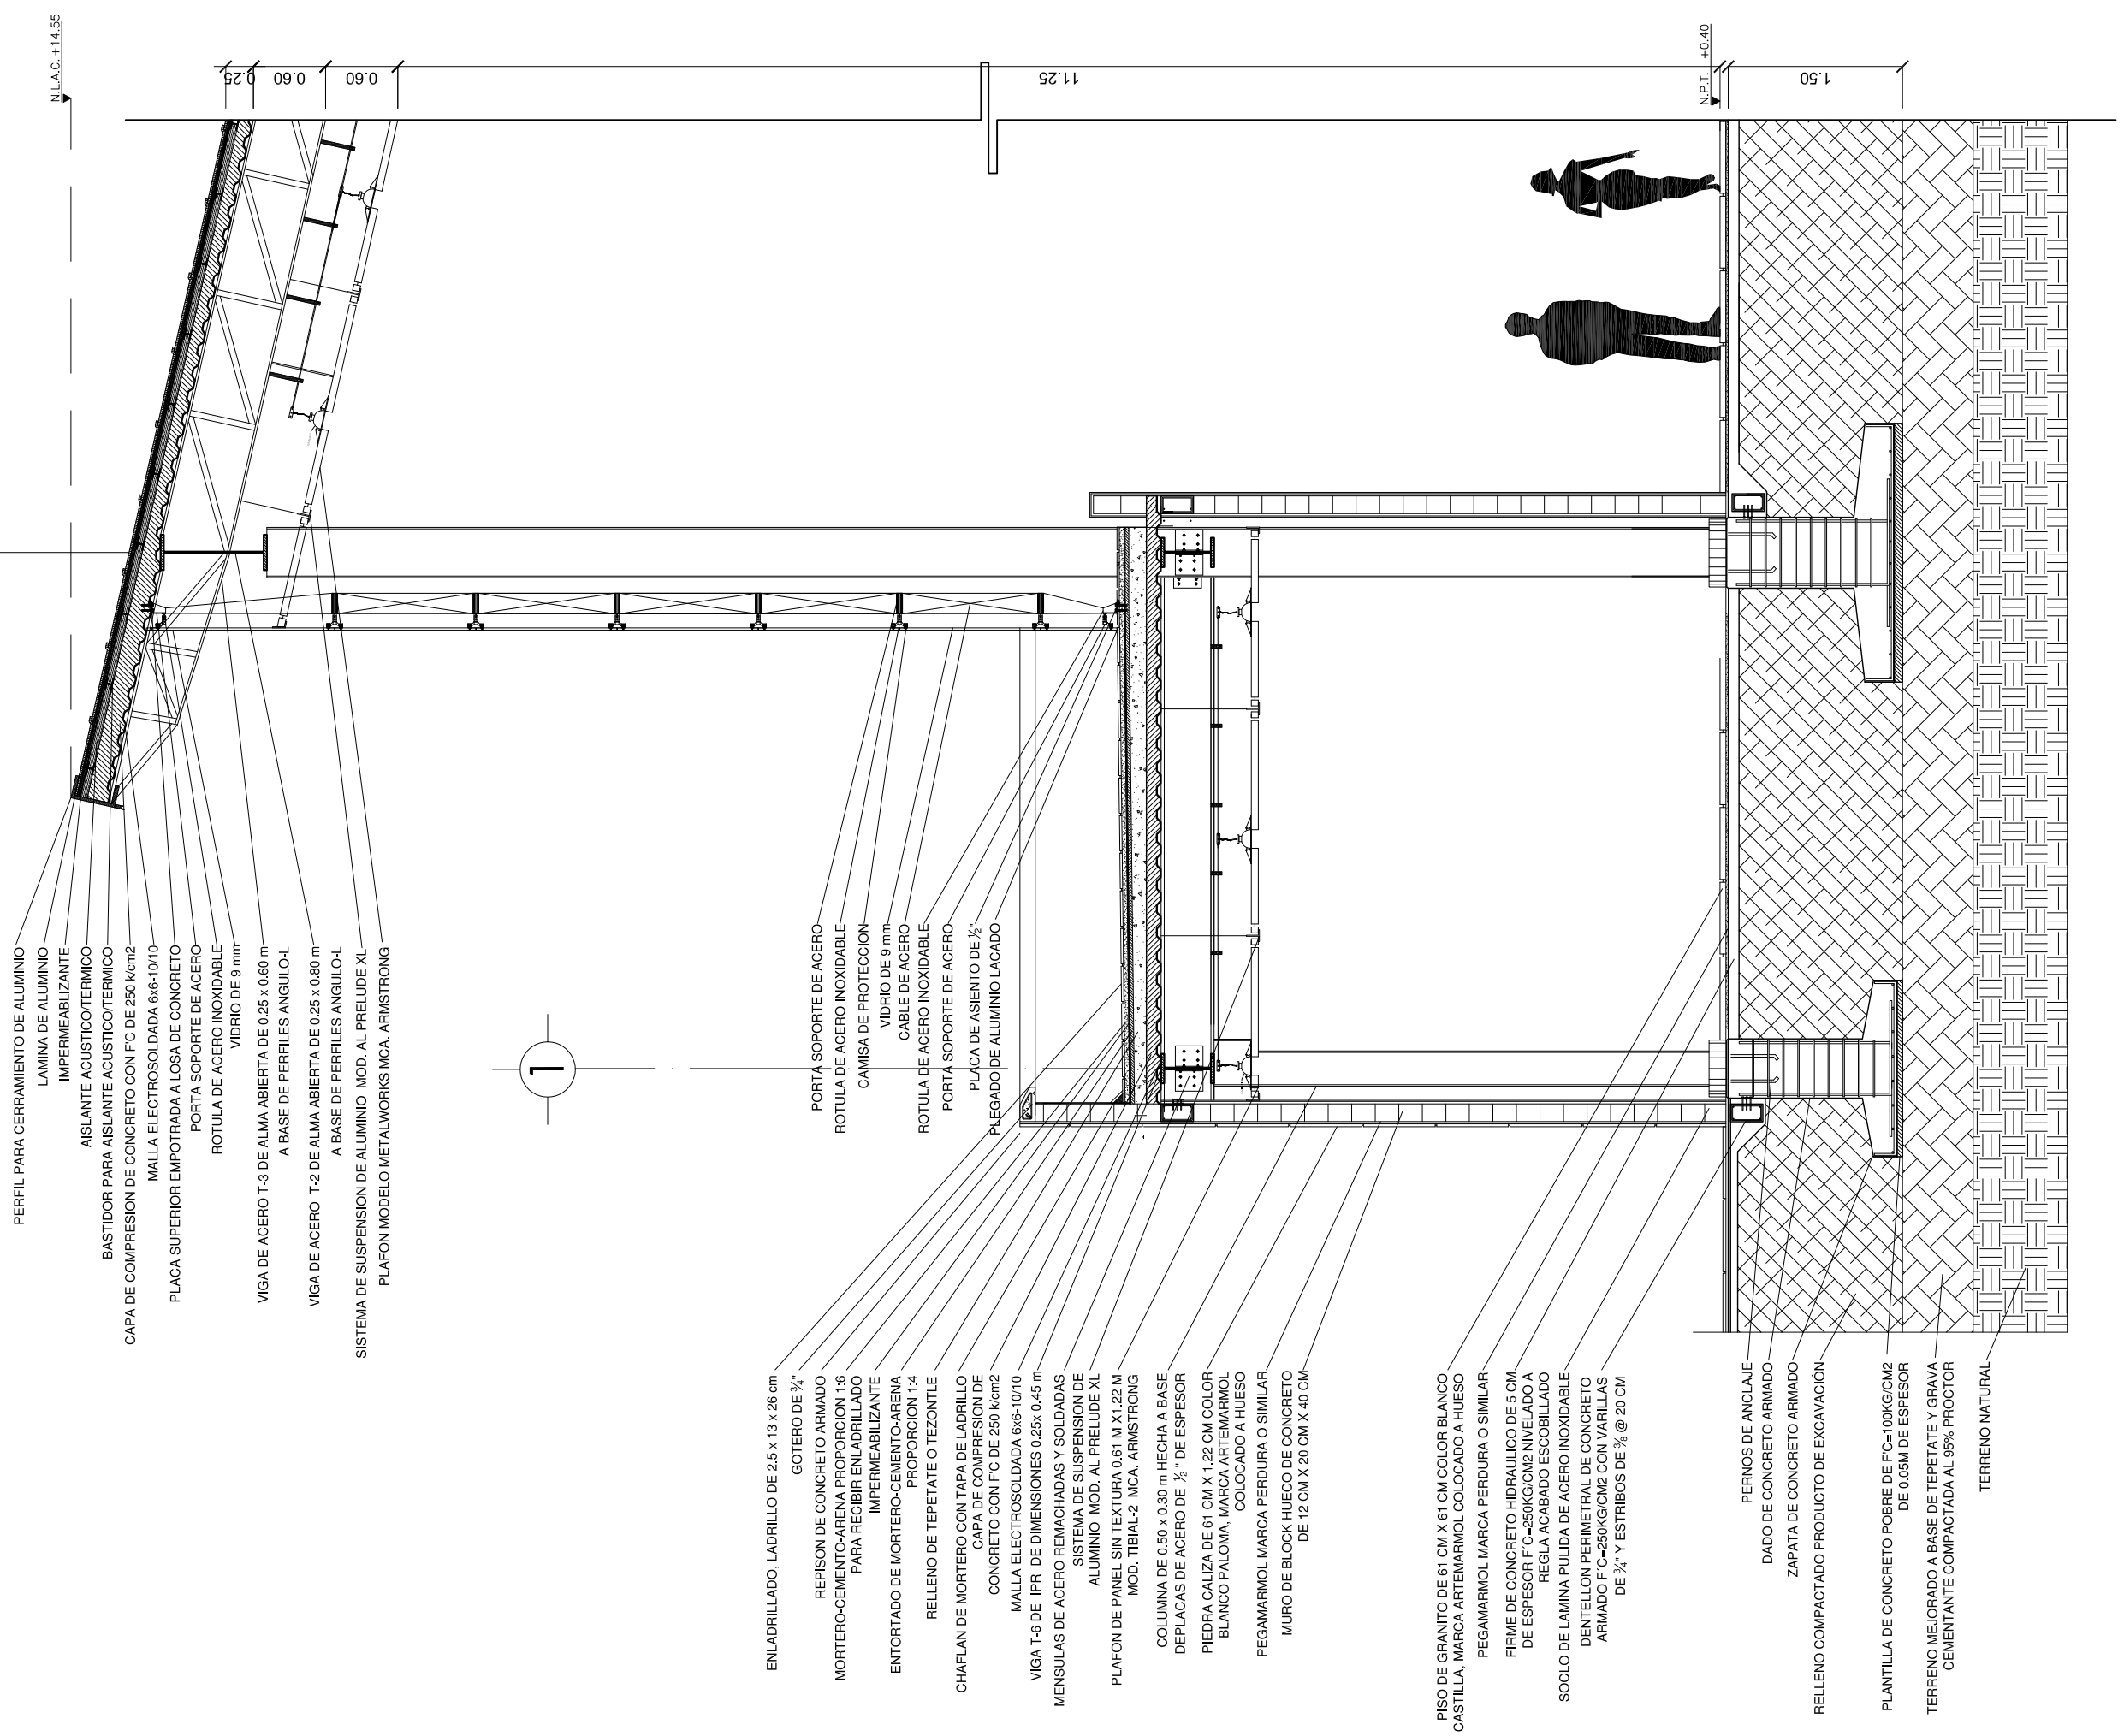 N.L.A.C. +14.55
0.25
0.60
0.60
11.25
N.P.T. +0.40
1.50
PERFIL PARA CERRAMIENTO DE ALUMINIO
LAMINA DE ALUMINIO
IMPERMEABLIZANTE
AISLANTE ACUSTICO/TERMICO
BASTIDOR PARA AISLANTE ACUSTICO/TERMICO
CAPA DE COMPRESION DE CONCRETO CON F'C DE 250 k/cm2
MALLA ELECTROSOLDADA 6x6-10/10
PLACA SUPERIOR EMPOTRADA A LOSA DE CONCRETO
PORTA SOPORTE DE ACERO
ROTULA DE ACERO INOXIDABLE
VIDRIO DE 9 mm
VIGA DE ACERO T-3 DE ALMA ABIERTA DE 0.25 x 0.60 m
A BASE DE PERFILES ANGULO-L
VIGA DE ACERO T-2 DE ALMA ABIERTA DE 0.25 x 0.80 m
A BASE DE PERFILES ANGULO-L
SISTEMA DE SUSPENSION DE ALUMINIO MOD. AL PRELUDE XL
PLAFON MODELO METALWORKS MCA. ARMSTRONG
1
PORTA SOPORTE DE ACERO
ROTULA DE ACERO INOXIDABLE
CAMISA DE PROTECCION
VIDRIO DE 9 mm
CABLE DE ACERO
ROTULA DE ACERO INOXIDABLE
PORTA SOPORTE DE ACERO
PLACA DE ASIENTO DE ½"
PLEGADO DE ALUMINIO LACADO
ENLADRILLADO, LADRILLO DE 2.5 x 13 x 26 cm
GOTERO DE ¾"
REPISON DE CONCRETO ARMADO
MORTERO-CEMENTO-ARENA PROPORCION 1:6
PARA RECIBIR ENLADRILLADO
IMPERMEABILIZANTE
ENTORTADO DE MORTERO-CEMENTO-ARENA
PROPORCION 1:4
RELLENO DE TEPETATE O TEZONTLE
CHAFLAN DE MORTERO CON TAPA DE LADRILLO
CAPA DE COMPRESION DE
CONCRETO CON F'C DE 250 k/cm2
MALLA ELECTROSOLDADA 6x6-10/10
VIGA T-6 DE IPR DE DIMENSIONES 0.25x 0.45 m
MENSULAS DE ACERO REMACHADAS Y SOLDADAS
SISTEMA DE SUSPENSION DE
ALUMINIO MOD. AL PRELUDE XL
PLAFON DE PANEL SIN TEXTURA 0.61 M X1.22 M
MOD. TIBIAL-2 MCA. ARMSTRONG
COLUMNA DE 0.50 x 0.30 m HECHA A BASE
DEPLACAS DE ACERO DE ½ " DE ESPESOR
PIEDRA CALIZA DE 61 CM X 1.22 CM COLOR
BLANCO PALOMA, MARCA ARTEMARMOL
COLOCADO A HUESO
PEGAMARMOL MARCA PERDURA O SIMILAR
MURO DE BLOCK HUECO DE CONCRETO
DE 12 CM X 20 CM X 40 CM
PISO DE GRANITO DE 61 CM X 61 CM COLOR BLANCO
CASTILLA, MARCA ARTEMARMOL COLOCADO A HUESO
PEGAMARMOL MARCA PERDURA O SIMILAR
FIRME DE CONCRETO HIDRAULICO DE 5 CM
DE ESPESOR F'C=250KG/CM2 NIVELADO A
REGLA ACABADO ESCOBILLADO
SOCLO DE LAMINA PULIDA DE ACERO INOXIDABLE
DENTELLON PERIMETRAL DE CONCRETO
ARMADO F'C=250KG/CM2 CON VARILLAS
DE ¾" Y ESTRIBOS DE ⅜ @ 20 CM
PERNOS DE ANCLAJE
DADO DE CONCRETO ARMADO
ZAPATA DE CONCRETO ARMADO
RELLENO COMPACTADO PRODUCTO DE EXCAVACIÓN
PLANTILLA DE CONCRETO POBRE DE F'C=100KG/CM2
DE 0.05M DE ESPESOR
TERRENO MEJORADO A BASE DE TEPETATE Y GRAVA
CEMENTANTE COMPACTADA AL 95% PROCTOR
TERRENO NATURAL